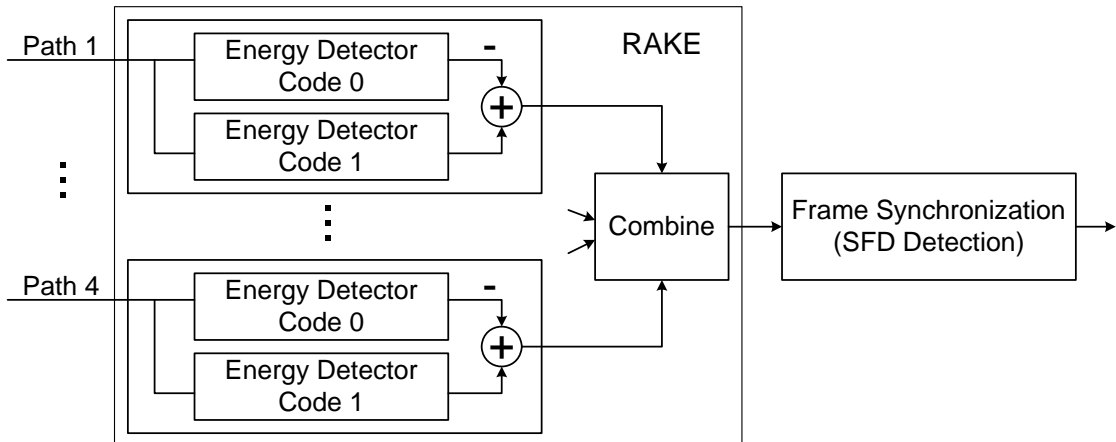 Path 1
Energy Detector
Code 0
-
RAKE
+
Energy Detector
Code 1
Combine
Frame Synchronization
(SFD Detection)
Path 4
Energy Detector
Code 0
-
+
Energy Detector
Code 1